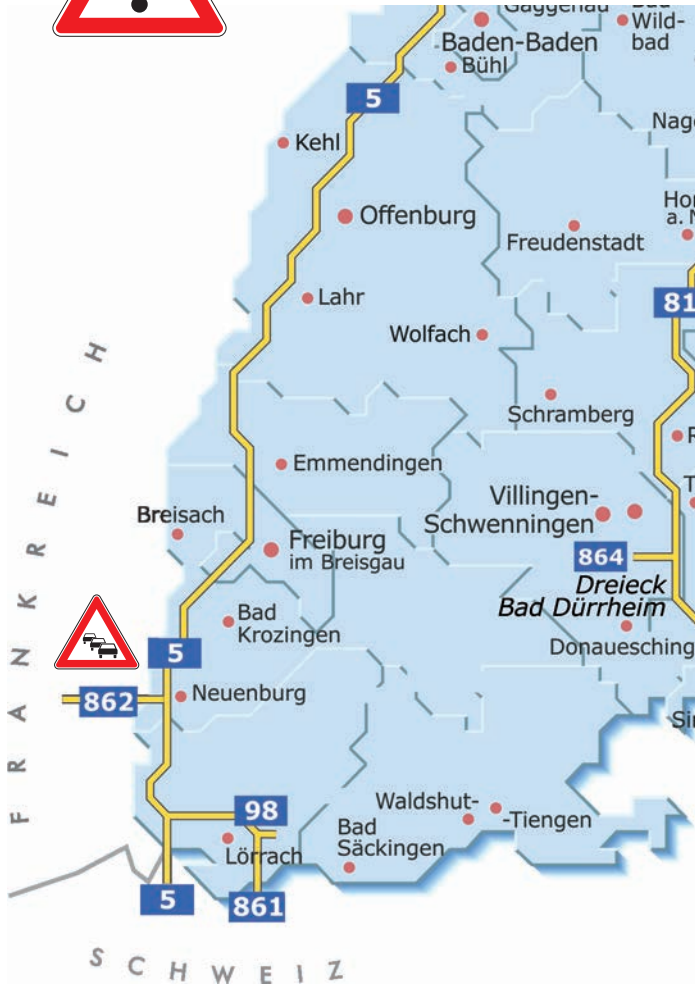 Baden-Baden
Bühl
Wild-
bad
5
Kehl
Offenburg
Freudenstadt
Lahr
81
Wolfach
FRANKREICH
Schramberg
Emmendingen
Villingen-
Schwenningen
Breisach
Freiburg
im Breisgau
864
Dreieck
Bad Dürrheim
Bad
Krozingen
Donauesching
5
862
Neuenburg
98
Waldshut-
-Tiengen
Bad
Säckingen
Lörrach
5
861
SCHWEIZ